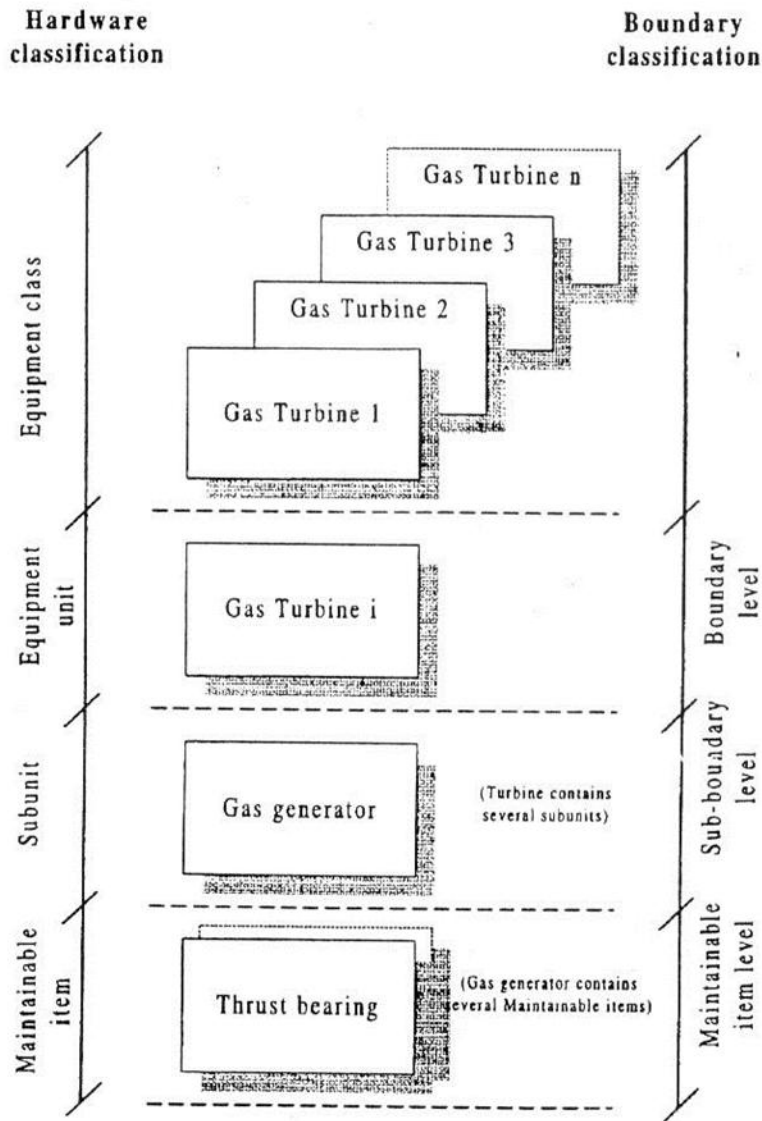 Hardware
classification
Boundary
classification
Equipment class
Gas Turbine n
Gas Turbine 3
Gas Turbine 2
Gas Turbine 1
Equipment
unit
Gas Turbine i
Boundary
level
Subunit
Gas generator
(Turbine contains
several subunits)
Sub-boundary
level
Maintainable
item
Thrust bearing
(Gas generator contains
several Maintainable items)
Maintainable
item level